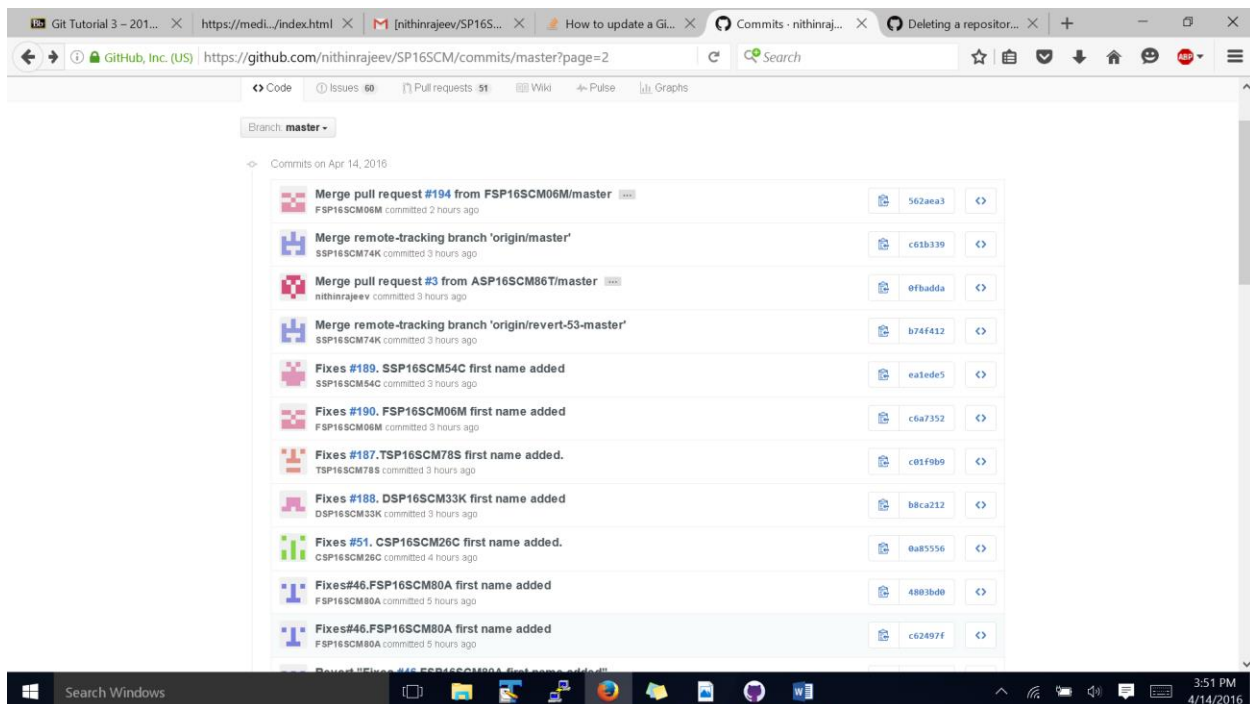 Git Tutorial 3 – 201...
https://medi.../index.html
[nithinrajeev/SP16S...
How to update a Gi...
Commits · nithinraj...
Deleting a repositor...
GitHub, Inc. (US)
https://github.com/nithinrajeev/SP16SCM/commits/master?page=2
Search
ABP
Code
Issues 60
Pull requests 51
Wiki
Pulse
Graphs
Branch: master
Commits on Apr 14, 2016
Merge pull request #194 from FSP16SCM06M/master ...
FSP16SCM06M committed 2 hours ago
562aea3
Merge remote-tracking branch 'origin/master'
SSP16SCM74K committed 3 hours ago
c61b339
Merge pull request #3 from ASP16SCM86T/master ...
nithinrajeev committed 3 hours ago
0fbadda
Merge remote-tracking branch 'origin/revert-53-master'
SSP16SCM74K committed 3 hours ago
b74f412
Fixes #189. SSP16SCM54C first name added
SSP16SCM54C committed 3 hours ago
ea1ede5
Fixes #190. FSP16SCM06M first name added
FSP16SCM06M committed 3 hours ago
c6a7352
Fixes #187.TSP16SCM78S first name added.
TSP16SCM78S committed 3 hours ago
c01f9b9
Fixes #188. DSP16SCM33K first name added
DSP16SCM33K committed 3 hours ago
b8ca212
Fixes #51. CSP16SCM26C first name added.
CSP16SCM26C committed 4 hours ago
0a85556
Fixes#46.FSP16SCM80A first name added
FSP16SCM80A committed 5 hours ago
4803bd0
Fixes#46.FSP16SCM80A first name added
FSP16SCM80A committed 5 hours ago
c62497f
Revert "Fixes #46.FSP16SCM80A first name added"
Search Windows
3:51 PM
4/14/2016